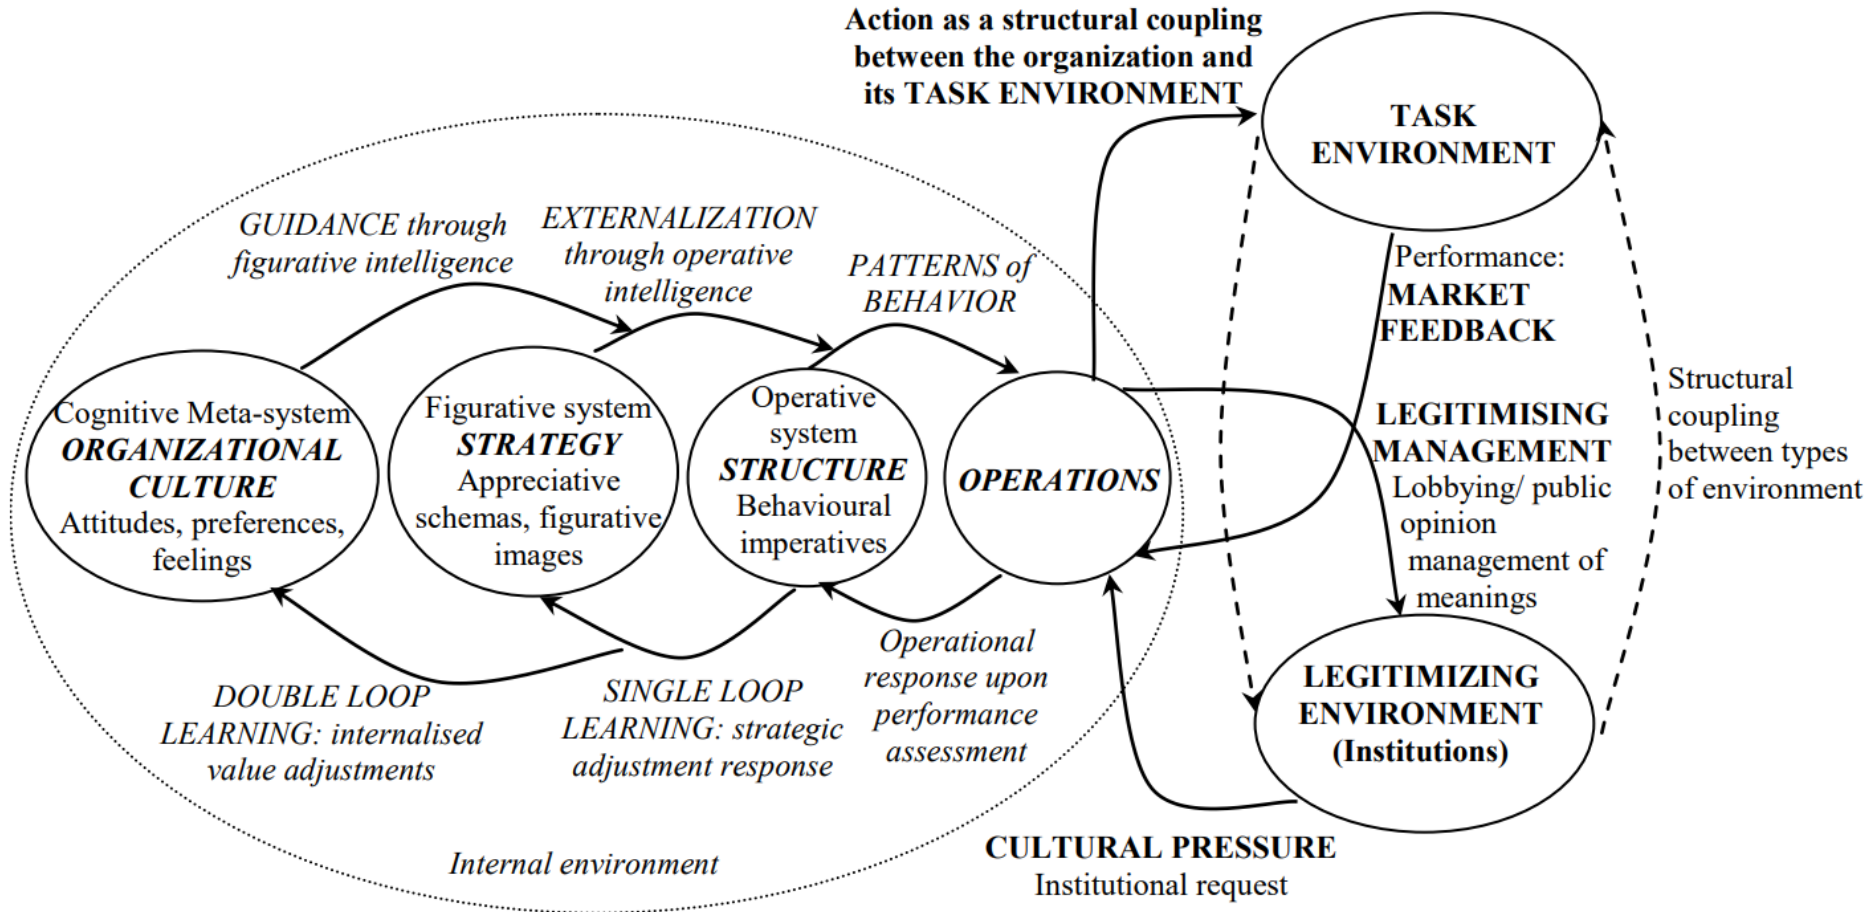 Action as a structural coupling
between the organization and
its TASK ENVIRONMENT
TASK
ENVIRONMENT
GUIDANCE through
figurative intelligence
EXTERNALIZATION
through operative
intelligence
PATTERNS of
BEHAVIOR
Performance:
MARKET
FEEDBACK
Cognitive Meta-system
ORGANIZATIONAL
CULTURE
Attitudes, preferences,
feelings
Figurative system
STRATEGY
Appreciative
schemas, figurative
images
Operative
system
STRUCTURE
Behavioural
imperatives
OPERATIONS
LEGITIMISING
MANAGEMENT
Lobbying/ public
opinion
management of
meanings
Structural
coupling
between types
of environment
DOUBLE LOOP
LEARNING: internalised
value adjustments
SINGLE LOOP
LEARNING: strategic
adjustment response
Operational
response upon
performance
assessment
LEGITIMIZING
ENVIRONMENT
(Institutions)
Internal environment
CULTURAL PRESSURE
Institutional request